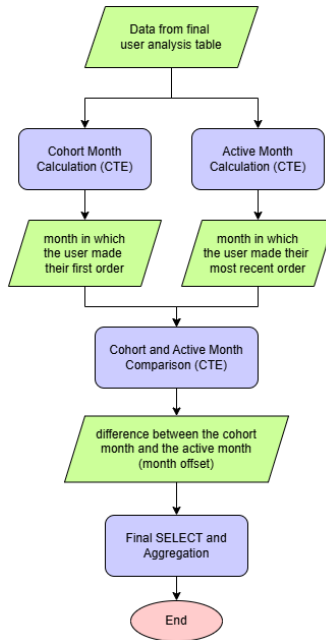 Data from final
user analysis table
Cohort Month
Calculation (CTE)
Active Month
Calculation (CTE)
month in which
the user made
their first order
month in which
the user made their
most recent order
Cohort and Active Month
Comparison (CTE)
difference between the cohort
month and the active month
(month offset)
Final SELECT and
Aggregation
End